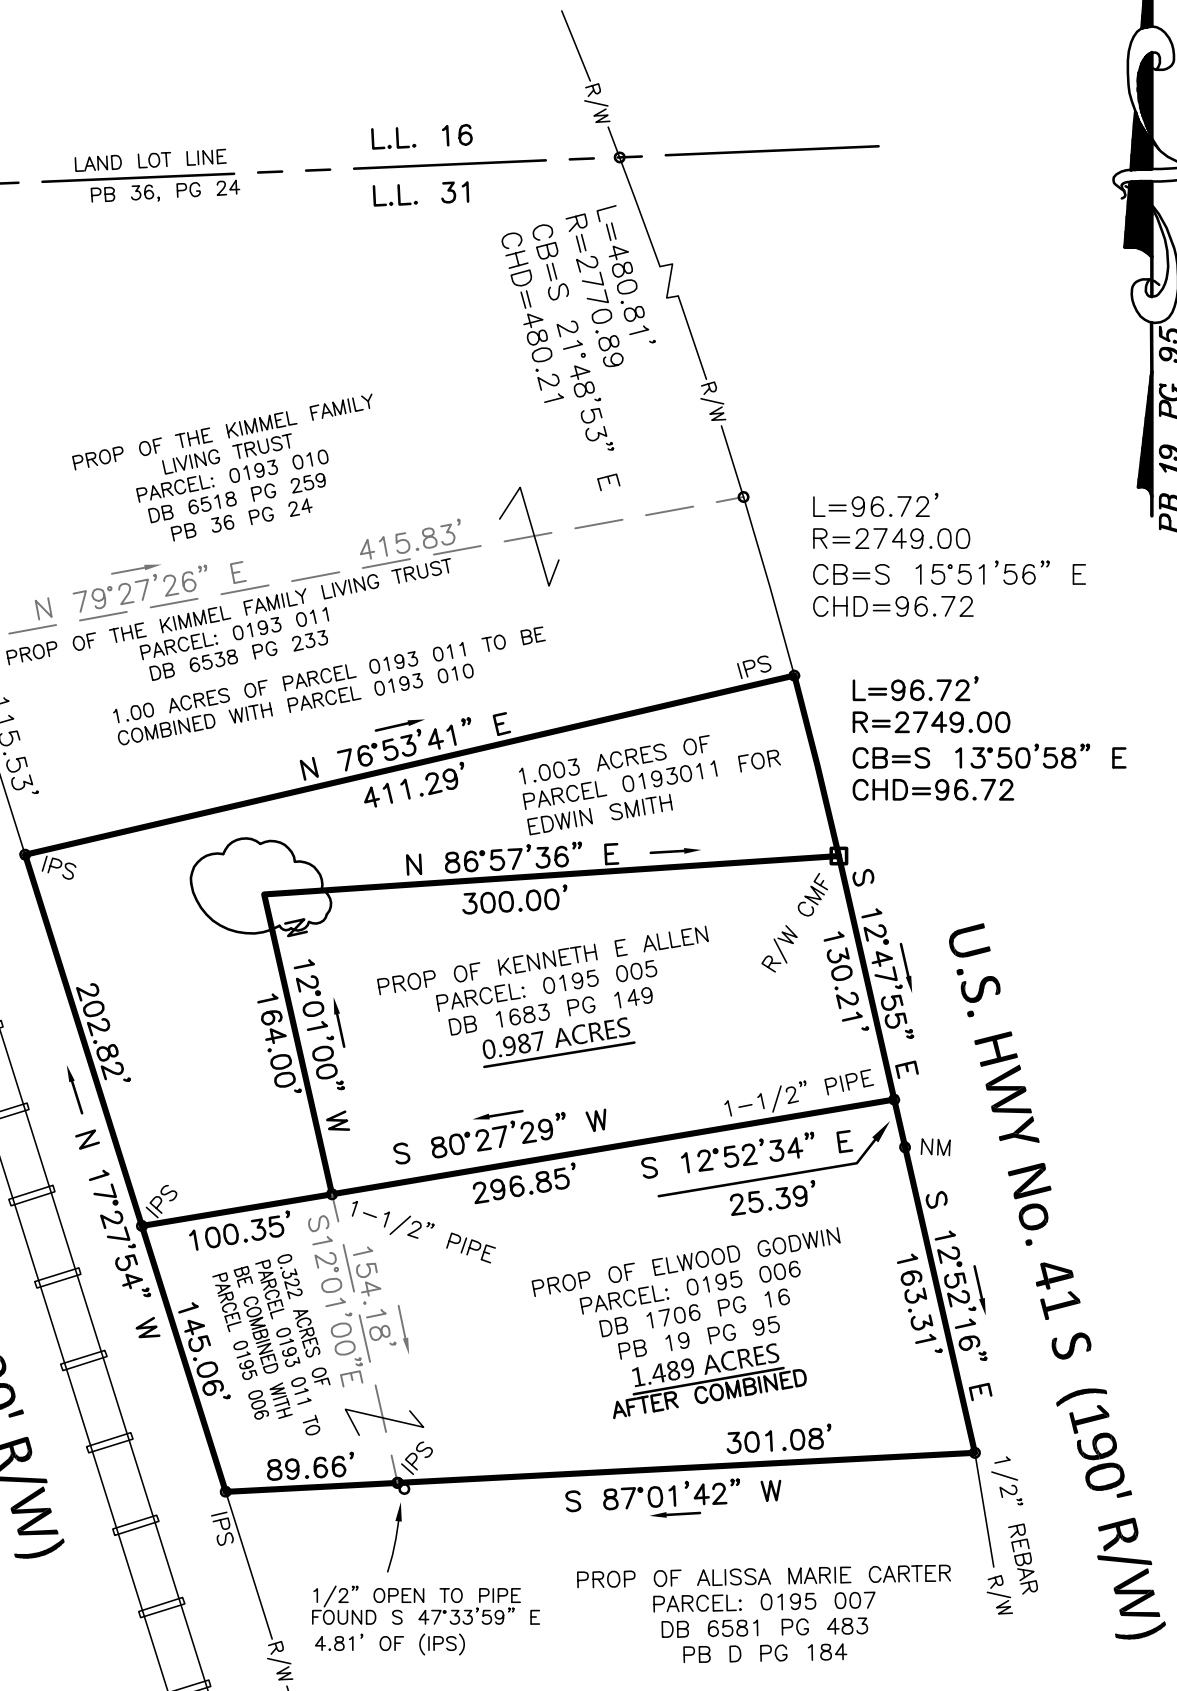 R/W
L.L. 16
LAND LOT LINE
PB 36, PG 24
L.L. 31
L=480.81'
R=2770.89
CB=S 21°48'53" E
CHD=480.21
R/W
PB 19 PG 95
PROP OF THE KIMMEL FAMILY
LIVING TRUST
PARCEL: 0193 010
DB 6518 PG 259
PB 36 PG 24
N 79°27'26" E
415.83'
L=96.72'
R=2749.00
CB=S 15°51'56" E
CHD=96.72
PROP OF THE KIMMEL FAMILY LIVING TRUST
PARCEL: 0193 011
DB 6538 PG 233
1.00 ACRES OF PARCEL 0193 011 TO BE
COMBINED WITH PARCEL 0193 010
115.53'
IPS
L=96.72'
R=2749.00
CB=S 13°50'58" E
CHD=96.72
N 76°53'41" E
411.29'
1.003 ACRES OF
PARCEL 0193011 FOR
EDWIN SMITH
IPS
N 86°57'36" E
300.00'
R/W CMF
S 12°47'55" E
130.21'
PROP OF KENNETH E ALLEN
PARCEL: 0195 005
DB 1683 PG 149
0.987 ACRES
N 12°01'00" W
164.00'
202.82'
N 17°27'54" W
U.S. HWY No. 41 S (190' R/W)
1-1/2" PIPE
S 80°27'29" W
296.85'
S 12°52'34" E
25.39'
NM
S 12°52'16" E
163.31'
IPS
100.35'
1-1/2" PIPE
S12°01'00"E
154.18'
0.322 ACRES OF
PARCEL 0193 011 TO
BE COMBINED WITH
PARCEL 0195 006
145.06'
PROP OF ELWOOD GODWIN
PARCEL: 0195 006
DB 1706 PG 16
PB 19 PG 95
1.489 ACRES
AFTER COMBINED
89.66'
IPS
301.08'
S 87°01'42" W
IPS
1/2" REBAR
R/W
R/W)
1/2" OPEN TO PIPE
FOUND S 47°33'59" E
4.81' OF (IPS)
R/W
PROP OF ALISSA MARIE CARTER
PARCEL: 0195 007
DB 6581 PG 483
PB D PG 184